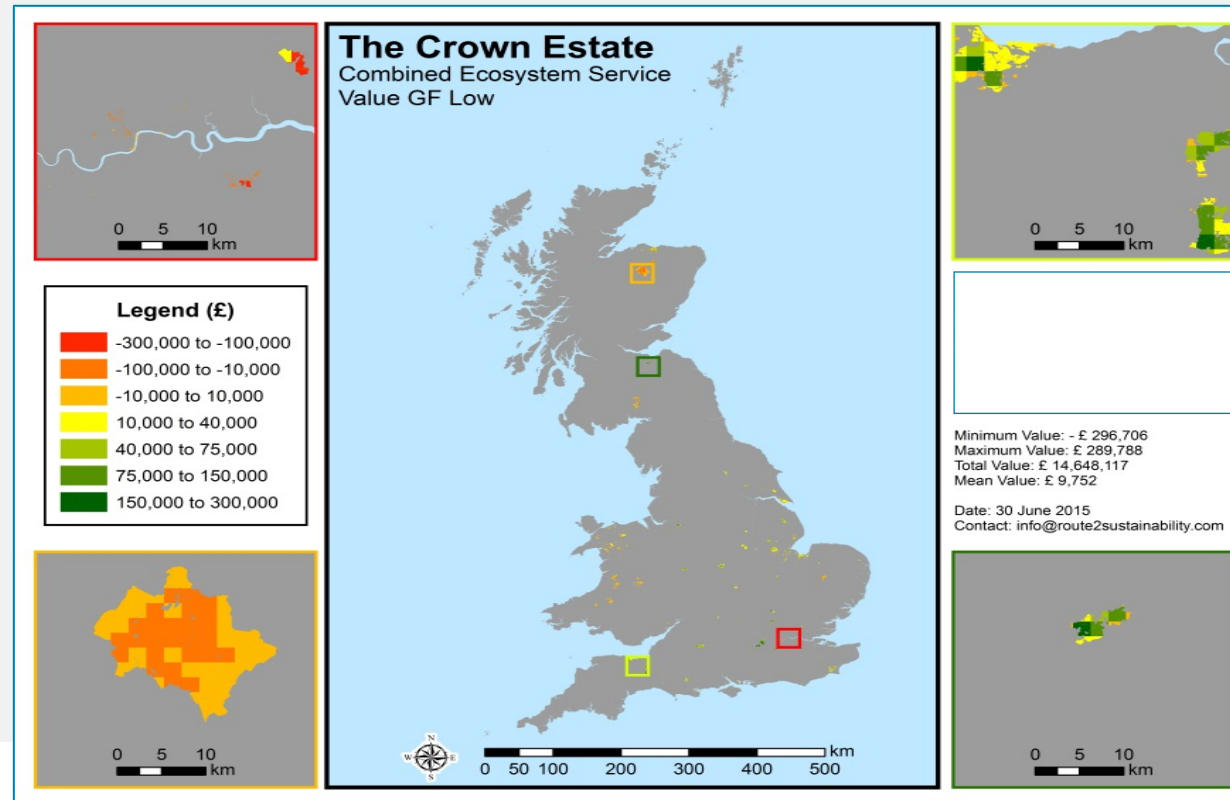 The Crown Estate
Combined Ecosystem Service
Value GF Low
0 5 10
km
Legend (£)
-300,000 to -100,000
-100,000 to -10,000
-10,000 to 10,000
10,000 to 40,000
40,000 to 75,000
75,000 to 150,000
150,000 to 300,000
0 5 10
km
N
W E
S
km
0 50 100 200 300 400 500
0 5 10
km
Minimum Value: - £ 296,706
Maximum Value: £ 289,788
Total Value: £ 14,648,117
Mean Value: £ 9,752
Date: 30 June 2015
Contact: info@route2sustainability.com
0 5 10
km